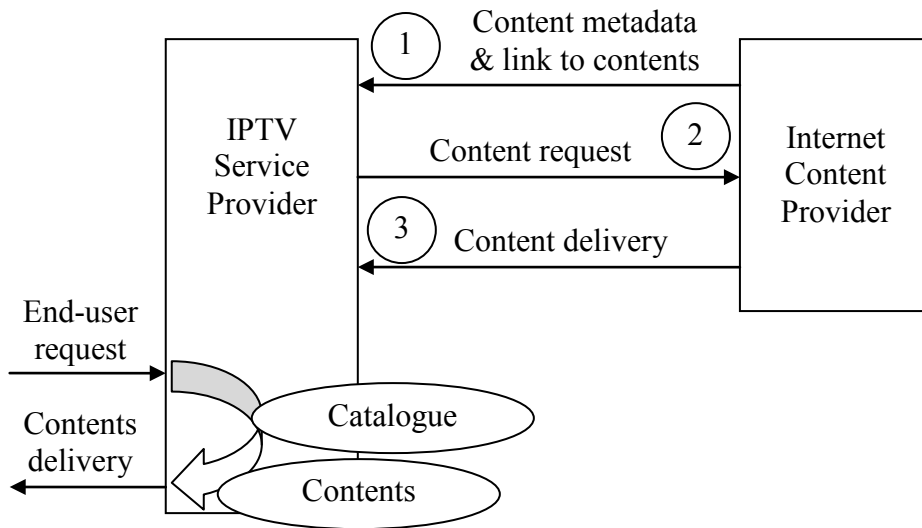 1
Content metadata
& link to contents
IPTV
Service
Provider
2
Internet
Content
Provider
Content request
3
Content delivery
End-user
request
Catalogue
Contents
delivery
Contents